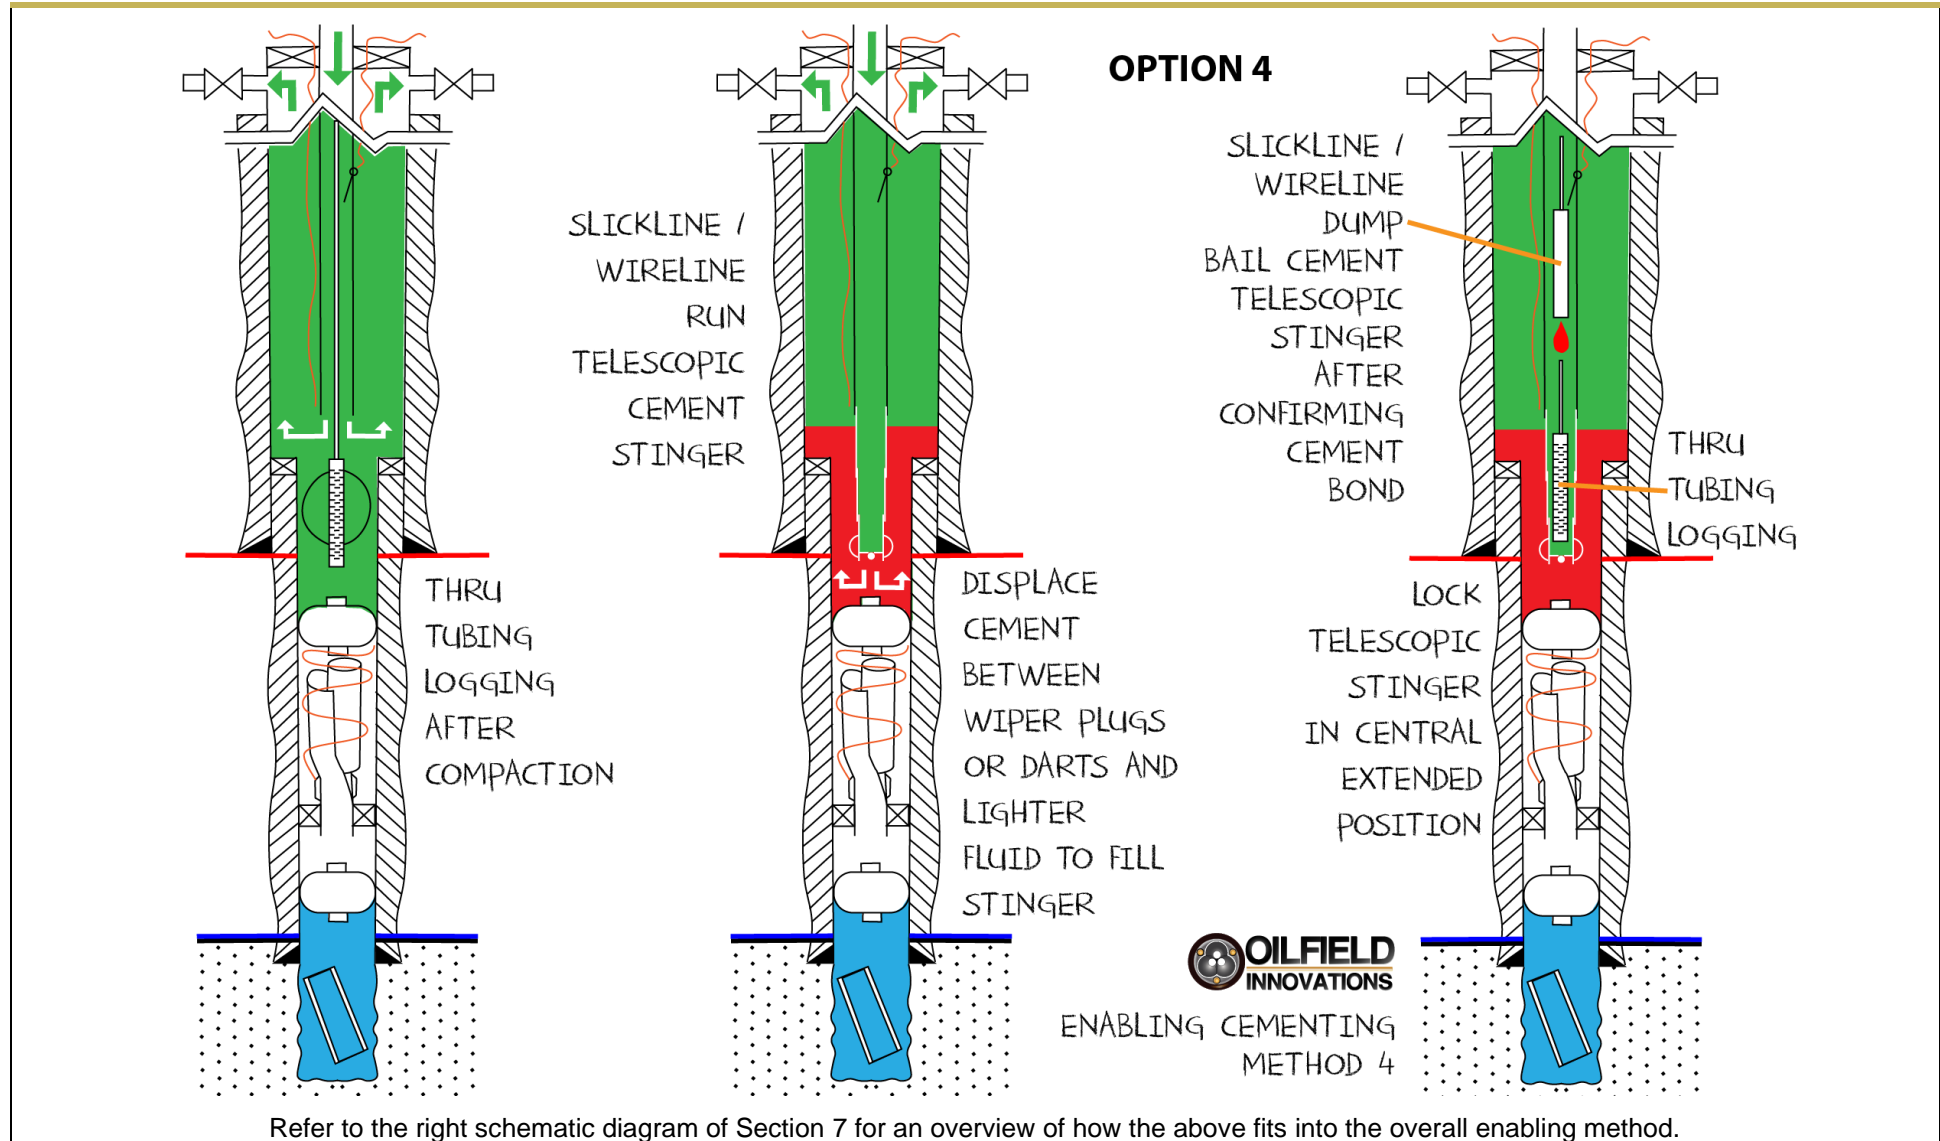 OPTION 4
THRU
TUBING
LOGGING
AFTER
COMPACTION
SLICKLINE /
WIRELINE
RUN
TELESCOPIC
CEMENT
STINGER
DISPLACE
CEMENT
BETWEEN
WIPER PLUGS
OR DARTS AND
LIGHTER
FLUID TO FILL
STINGER
SLICKLINE /
WIRELINE
DUMP
BAIL CEMENT
TELESCOPIC
STINGER
AFTER
CONFIRMING
CEMENT
BOND
THRU
TUBING
LOGGING
LOCK
TELESCOPIC
STINGER
IN CENTRAL
EXTENDED
POSITION
OILFIELD
INNOVATIONS
ENABLING CEMENTING
METHOD 4
Refer to the right schematic diagram of Section 7 for an overview of how the above fits into the overall enabling method.